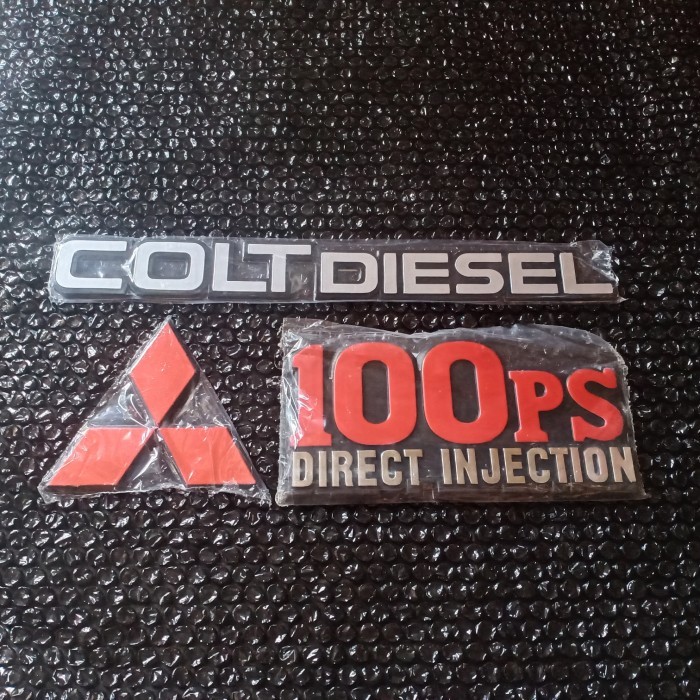 COLT DIESEL
100PS
DIRECT INJECTION